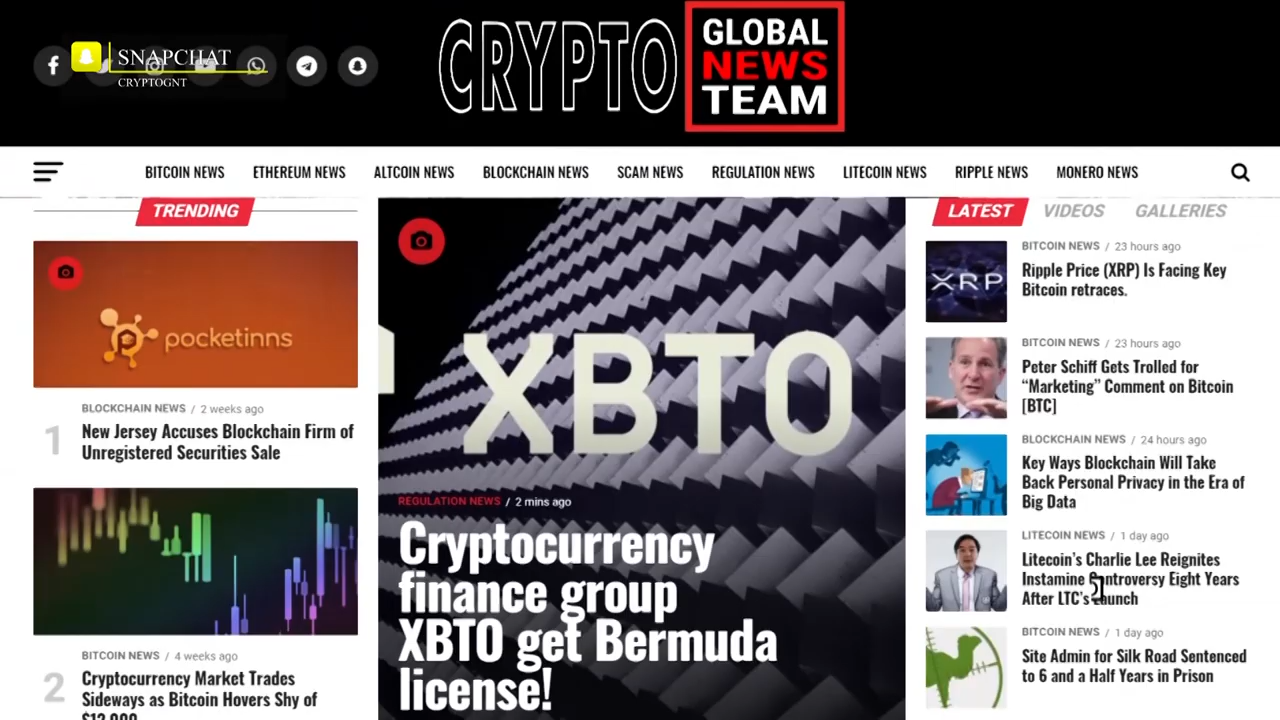 SNAPCHAT
CRYPTOGNT
CRYPTO
GLOBAL
NEWS
TEAM
BITCOIN NEWS
ETHEREUM NEWS
ALTCOIN NEWS
BLOCKCHAIN NEWS
SCAM NEWS
REGULATION NEWS
LITECOIN NEWS
RIPPLE NEWS
MONERO NEWS
TRENDING
pocketinns
BLOCKCHAIN NEWS / 2 weeks ago
1
New Jersey Accuses Blockchain Firm of
Unregistered Securities Sale
BITCOIN NEWS / 4 weeks ago
2
Cryptocurrency Market Trades
Sideways as Bitcoin Hovers Shy of
$12,000
XBTO
REGULATION NEWS / 2 mins ago
Cryptocurrency
finance group
XBTO get Bermuda
license!
LATEST
VIDEOS
GALLERIES
XRP
BITCOIN NEWS / 23 hours ago
Ripple Price (XRP) Is Facing Key
Bitcoin retraces.
BITCOIN NEWS / 23 hours ago
Peter Schiff Gets Trolled for
“Marketing” Comment on Bitcoin
[BTC]
BLOCKCHAIN NEWS / 24 hours ago
Key Ways Blockchain Will Take
Back Personal Privacy in the Era of
Big Data
LITECOIN NEWS / 1 day ago
Litecoin’s Charlie Lee Reignites
Instamine Controversy Eight Years
After LTC’s Launch
BITCOIN NEWS / 1 day ago
Site Admin for Silk Road Sentenced
to 6 and a Half Years in Prison